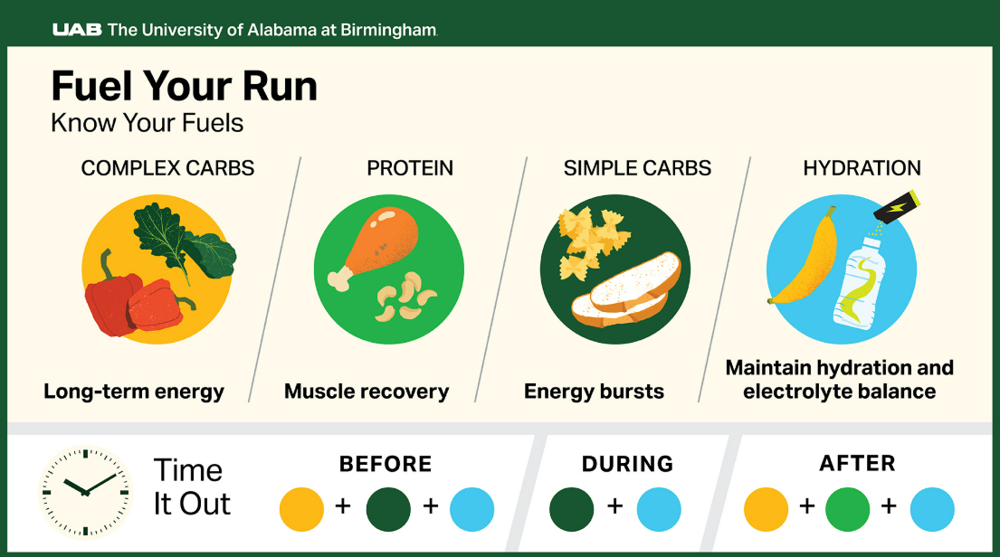 UAB The University of Alabama at Birmingham
Fuel Your Run
Know Your Fuels
COMPLEX CARBS
Long-term energy
PROTEIN
Muscle recovery
SIMPLE CARBS
Energy bursts
HYDRATION
Maintain hydration and
electrolyte balance
Time
It Out
BEFORE
+ +
DURING
+
AFTER
+ +